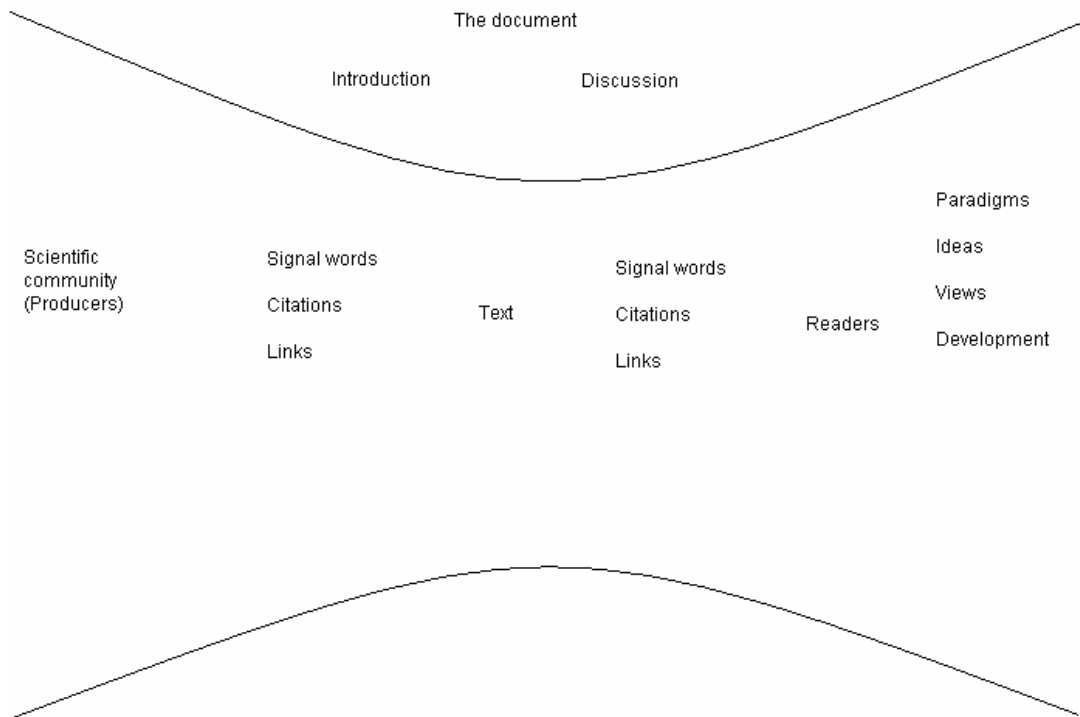 The document
Introduction
Discussion
Scientific
community
(Producers)
Signal words
Citations
Links
Text
Signal words
Citations
Links
Readers
Paradigms
Ideas
Views
Development